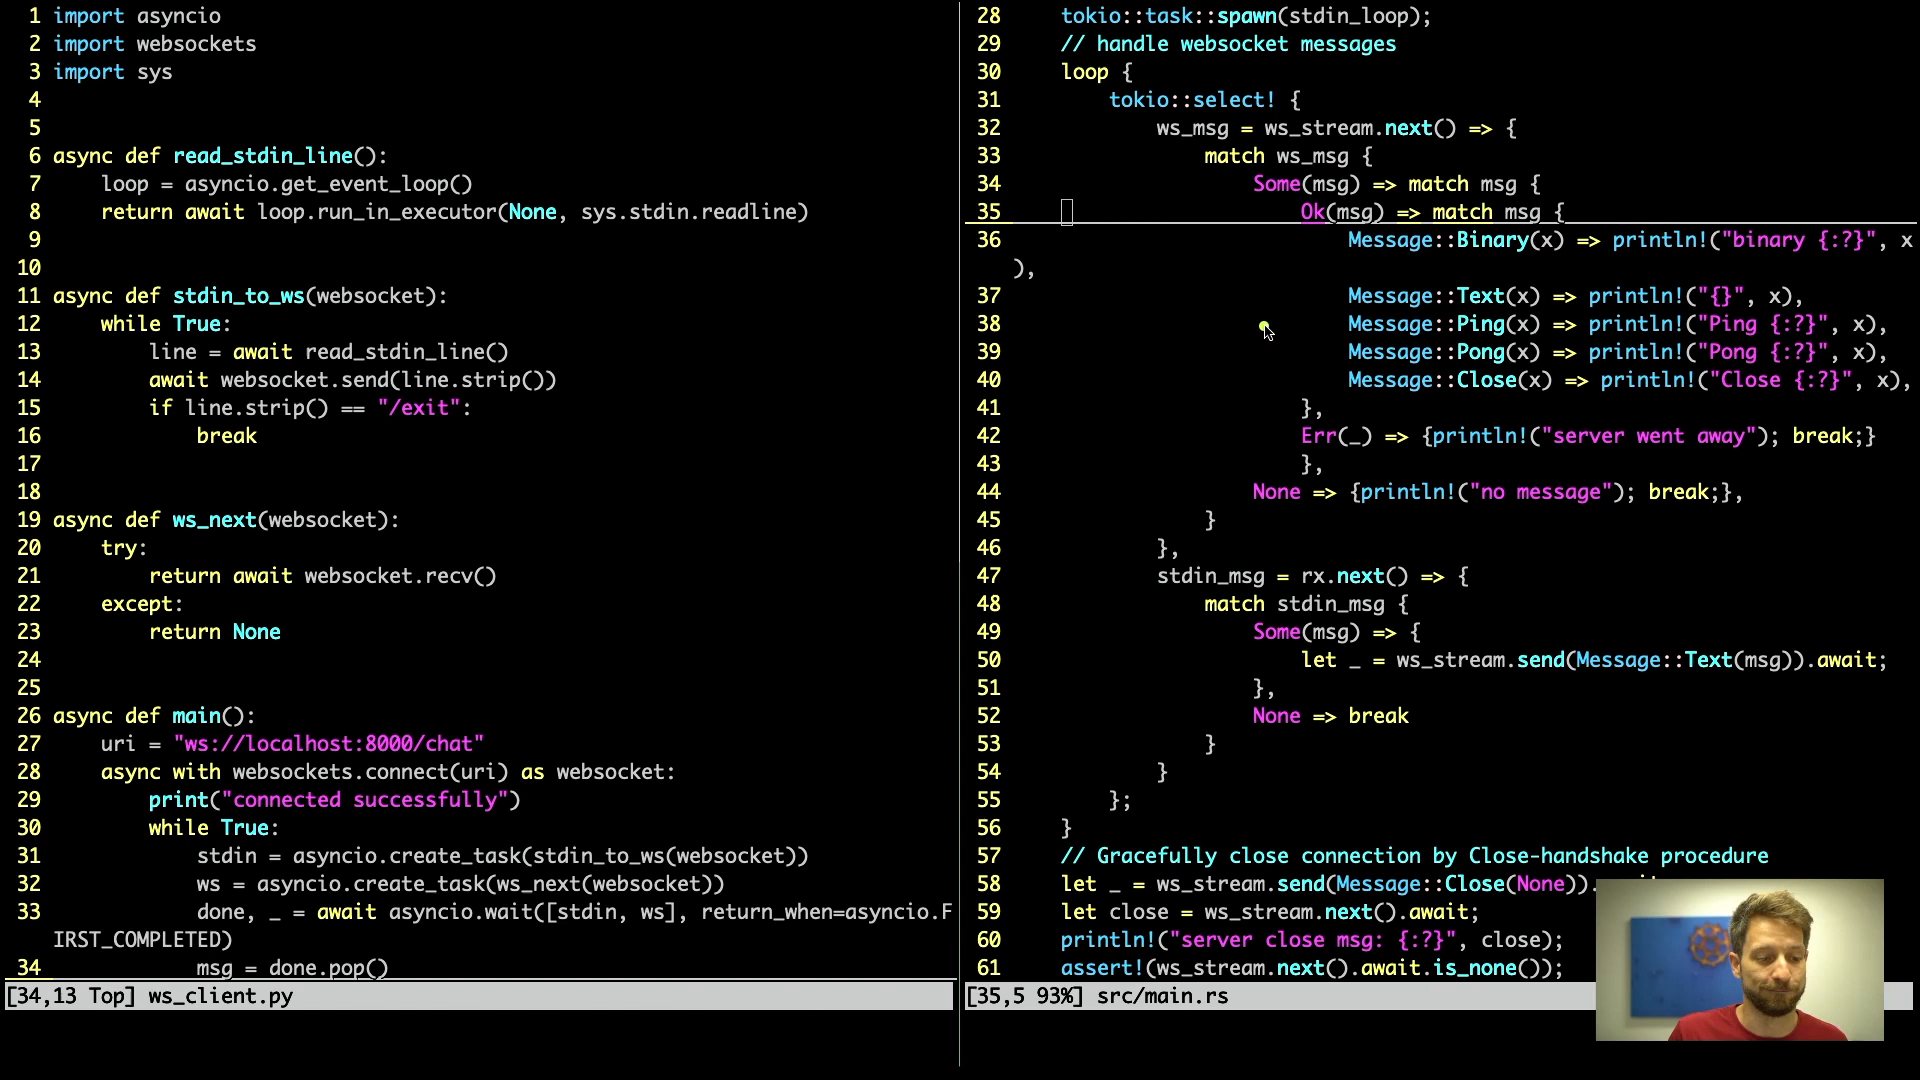 1 import asyncio
2 import websockets
3 import sys
4
5
6 async def read_stdin_line():
7     loop = asyncio.get_event_loop()
8     return await loop.run_in_executor(None, sys.stdin.readline)
9
10
11 async def stdin_to_ws(websocket):
12     while True:
13         line = await read_stdin_line()
14         await websocket.send(line.strip())
15         if line.strip() == "/exit":
16             break
17
18
19 async def ws_next(websocket):
20     try:
21         return await websocket.recv()
22     except:
23         return None
24
25
26 async def main():
27     uri = "ws://localhost:8000/chat"
28     async with websockets.connect(uri) as websocket:
29         print("connected successfully")
30         while True:
31             stdin = asyncio.create_task(stdin_to_ws(websocket))
32             ws = asyncio.create_task(ws_next(websocket))
33             done, _ = await asyncio.wait([stdin, ws], return_when=asyncio.F
IRST_COMPLETED)
34             msg = done.pop()
[34,13 Top] ws_client.py
28     tokio::task::spawn(stdin_loop);
29     // handle websocket messages
30     loop {
31         tokio::select! {
32             ws_msg = ws_stream.next() => {
33                 match ws_msg {
34                     Some(msg) => match msg {
35                         Ok(msg) => match msg {
36                             Message::Binary(x) => println!("binary {:?}", x
),
37                             Message::Text(x) => println!("{}", x),
38                             Message::Ping(x) => println!("Ping {:?}", x),
39                             Message::Pong(x) => println!("Pong {:?}", x),
40                             Message::Close(x) => println!("Close {:?}", x),
41                         },
42                         Err(_) => {println!("server went away"); break;}
43                         },
44                     None => {println!("no message"); break;},
45                 }
46             },
47             stdin_msg = rx.next() => {
48                 match stdin_msg {
49                     Some(msg) => {
50                         let _ = ws_stream.send(Message::Text(msg)).await;
51                     },
52                     None => break
53                 }
54             }
55         };
56     }
57     // Gracefully close connection by Close-handshake procedure
58     let _ = ws_stream.send(Message::Close(None)).
59     let close = ws_stream.next().await;
60     println!("server close msg: {:?}", close);
61     assert!(ws_stream.next().await.is_none());
[35,5 93%] src/main.rs